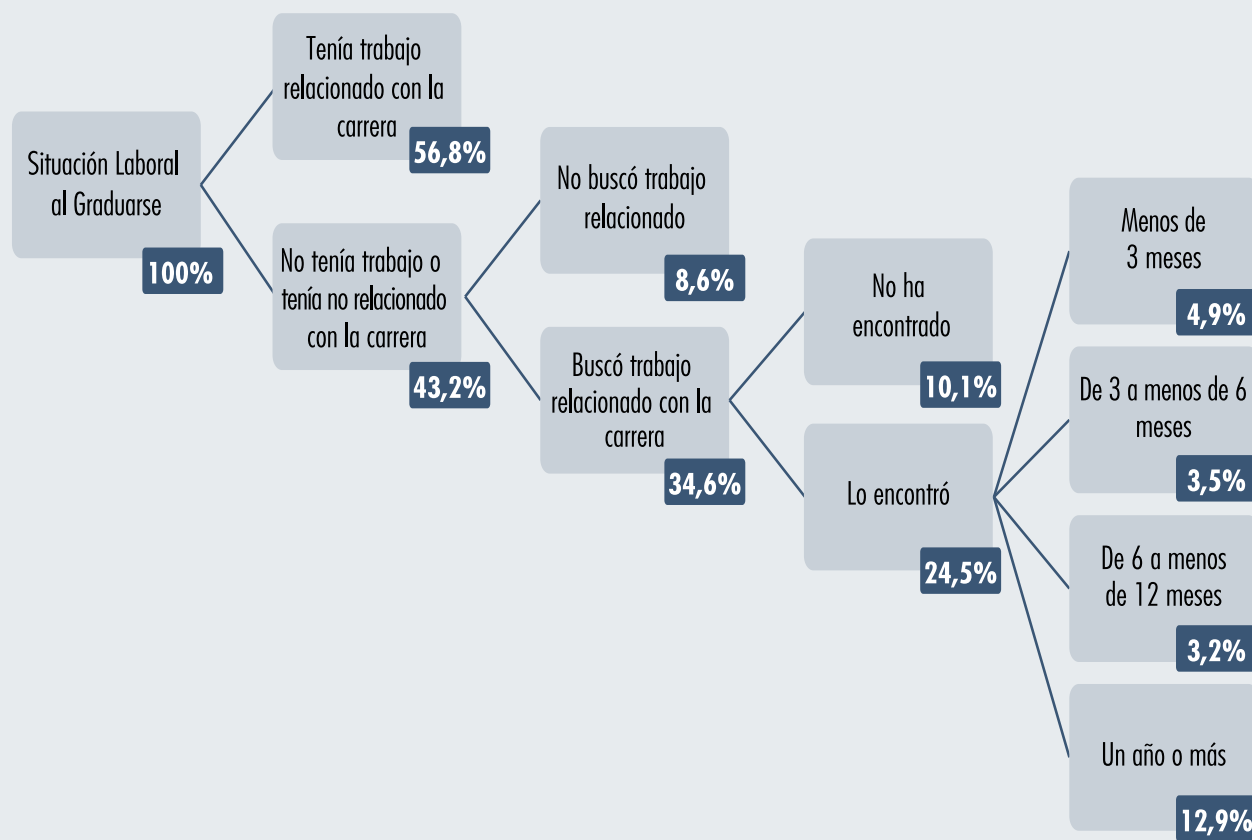 Situación Laboral
al Graduarse
100%
Tenía trabajo
relacionado con la
carrera
56,8%
No tenía trabajo o
tenía no relacionado
con la carrera
43,2%
No buscó trabajo
relacionado
8,6%
Buscó trabajo
relacionado con la
carrera
34,6%
No ha
encontrado
10,1%
Lo encontró
24,5%
Menos de
3 meses
4,9%
De 3 a menos de 6
meses
3,5%
De 6 a menos
de 12 meses
3,2%
Un año o más
12,9%